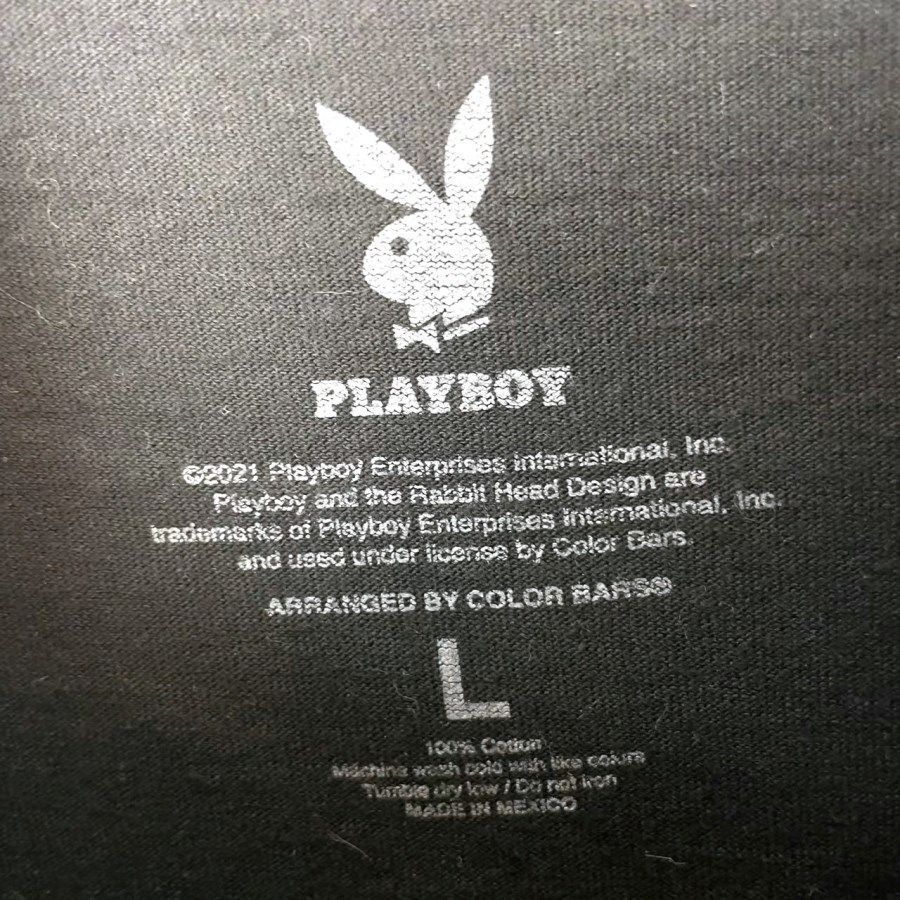 PLAYBOY
©2021 Playboy Enterprises International, Inc.
Playboy and the Rabbit Head Design are
trademarks of Playboy Enterprises International, Inc.
and used under license by Color Bars.
ARRANGED BY COLOR BARS®
L
100% Cotton
Machine wash cold with like colors
Tumble dry low / Do not iron
MADE IN MEXICO